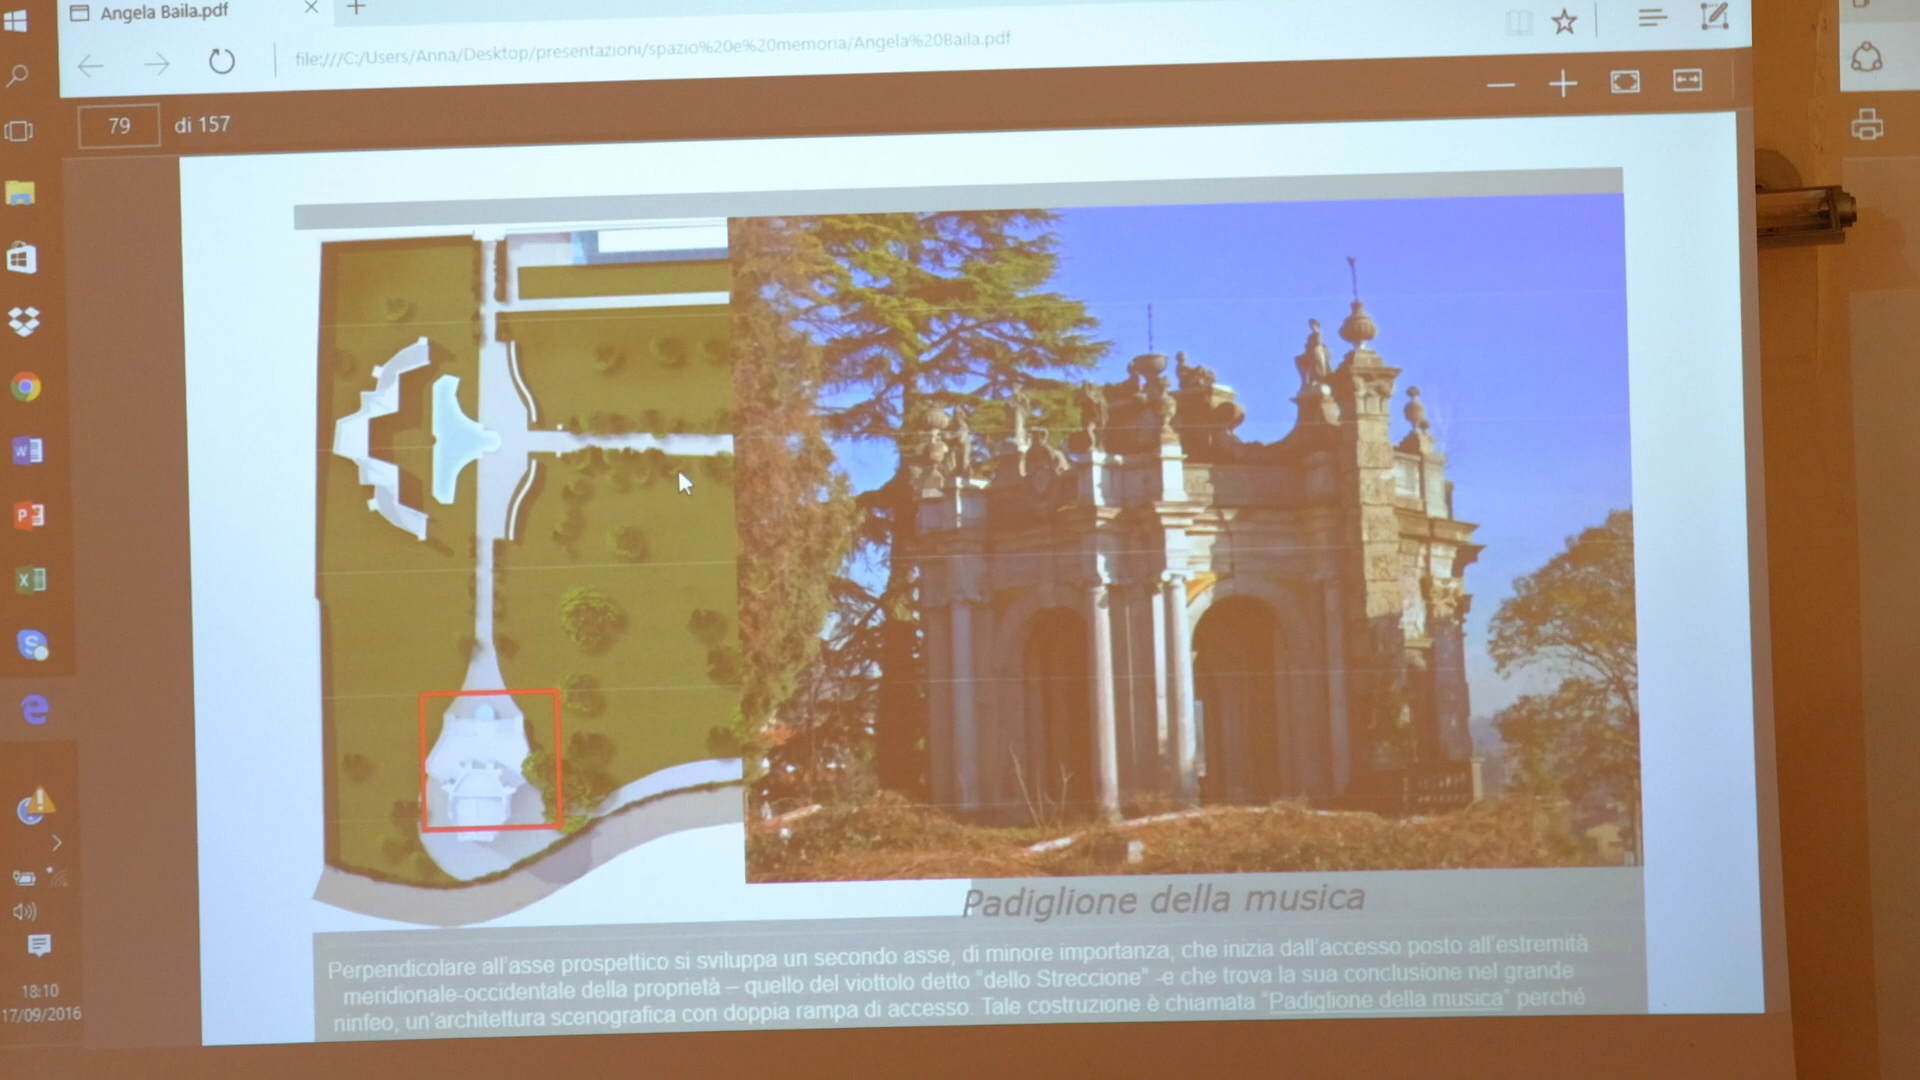 Angela Baila.pdf
file:///C:/Users/Anna/Desktop/presentazioni/spazio%20e%20memoria/Angela%20Baila.pdf
79 di 157
Padiglione della musica
Perpendicolare all'asse prospettico si sviluppa un secondo asse, di minore importanza, che inizia dall'accesso posto all'estremità
meridionale-occidentale della proprietà – quello del viottolo detto "dello Streccione" -e che trova la sua conclusione nel grande
ninfeo, un'architettura scenografica con doppia rampa di accesso. Tale costruzione è chiamata "Padiglione della musica" perché
18:10
17/09/2016